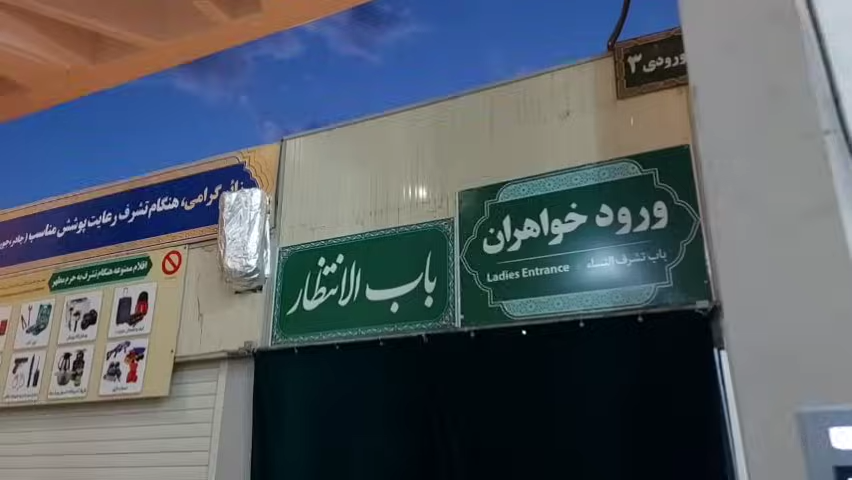 ورودی ۳
ورود خواهران
باب تشرف النساء
Ladies Entrance
باب الانتظار
زائر گرامی، هنگام تشرف رعایت پوشش مناسب
اقلام ممنوعه هنگام تشرف به حرم مطهر